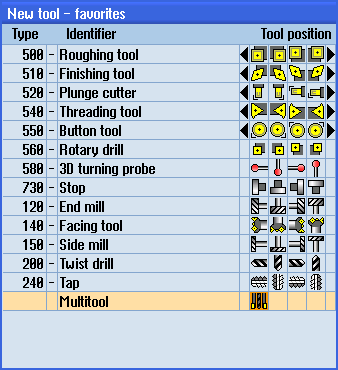 New tool - favorites
Type Identifier Tool position
500 - Roughing tool
510 - Finishing tool
520 - Plunge cutter
540 - Threading tool
550 - Button tool
560 - Rotary drill
580 - 3D turning probe
730 - Stop
120 - End mill
140 - Facing tool
150 - Side mill
200 - Twist drill
240 - Tap
Multitool